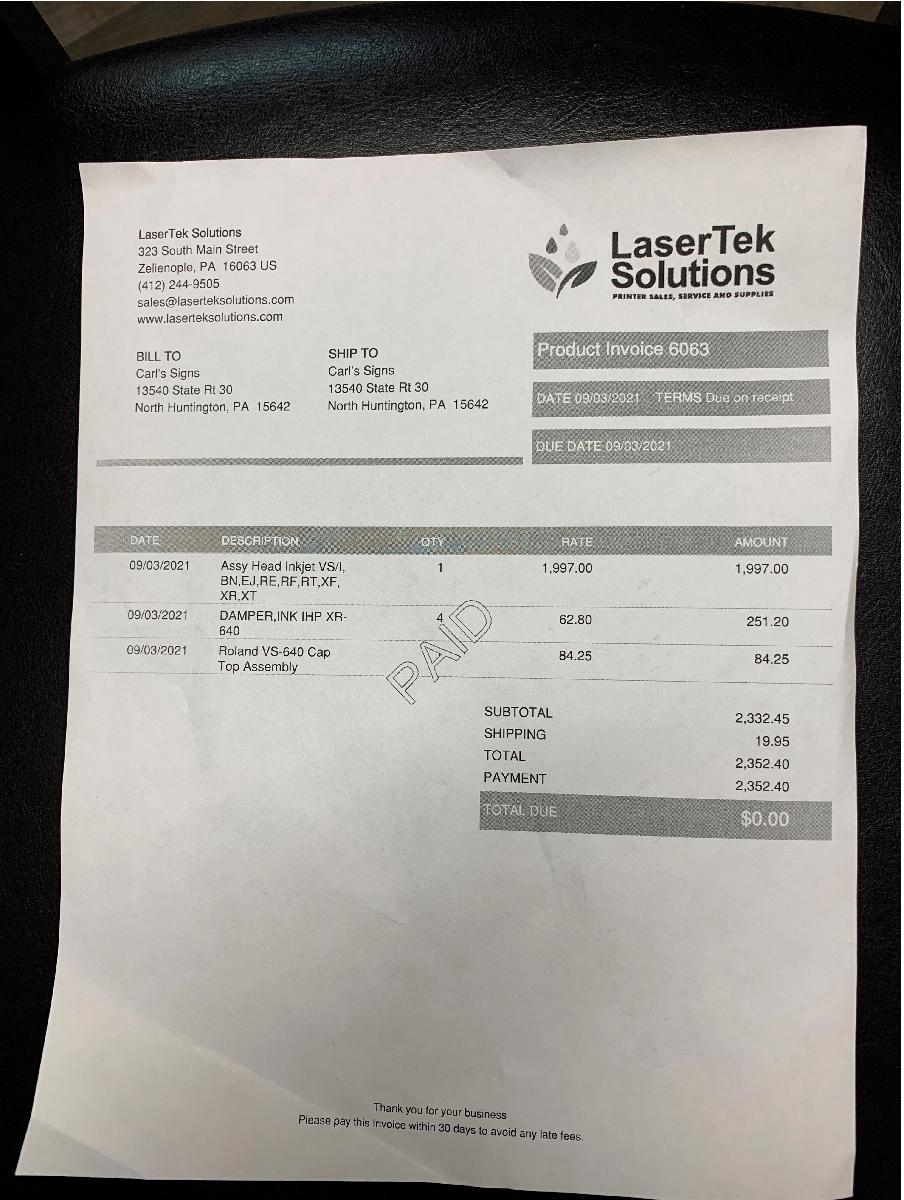 LaserTek Solutions
323 South Main Street
Zelienople, PA 16063 US
(412) 244-9505
sales@laserteksolutions.com
www.laserteksolutions.com
LaserTek
Solutions
PRINTER SALES, SERVICE AND SUPPLIES
BILL TO
Carl's Signs
13540 State Rt 30
North Huntington, PA 15642
SHIP TO
Carl's Signs
13540 State Rt 30
North Huntington, PA 15642
Product Invoice 6063
DATE 09/03/2021 TERMS Due on receipt
DUE DATE 09/03/2021
DATE DESCRIPTION QTY RATE AMOUNT
09/03/2021 Assy Head Inkjet VS/I, 1 1,997.00 1,997.00
BN,EJ,RE,RF,RT,XF,
XR,XT
09/03/2021 DAMPER,INK IHP XR- 4 62.80 251.20
640
09/03/2021 Roland VS-640 Cap 84.25 84.25
Top Assembly
PAID
SUBTOTAL 2,332.45
SHIPPING 19.95
TOTAL 2,352.40
PAYMENT 2,352.40
TOTAL DUE $0.00
Thank you for your business
Please pay this Invoice within 30 days to avoid any late fees.